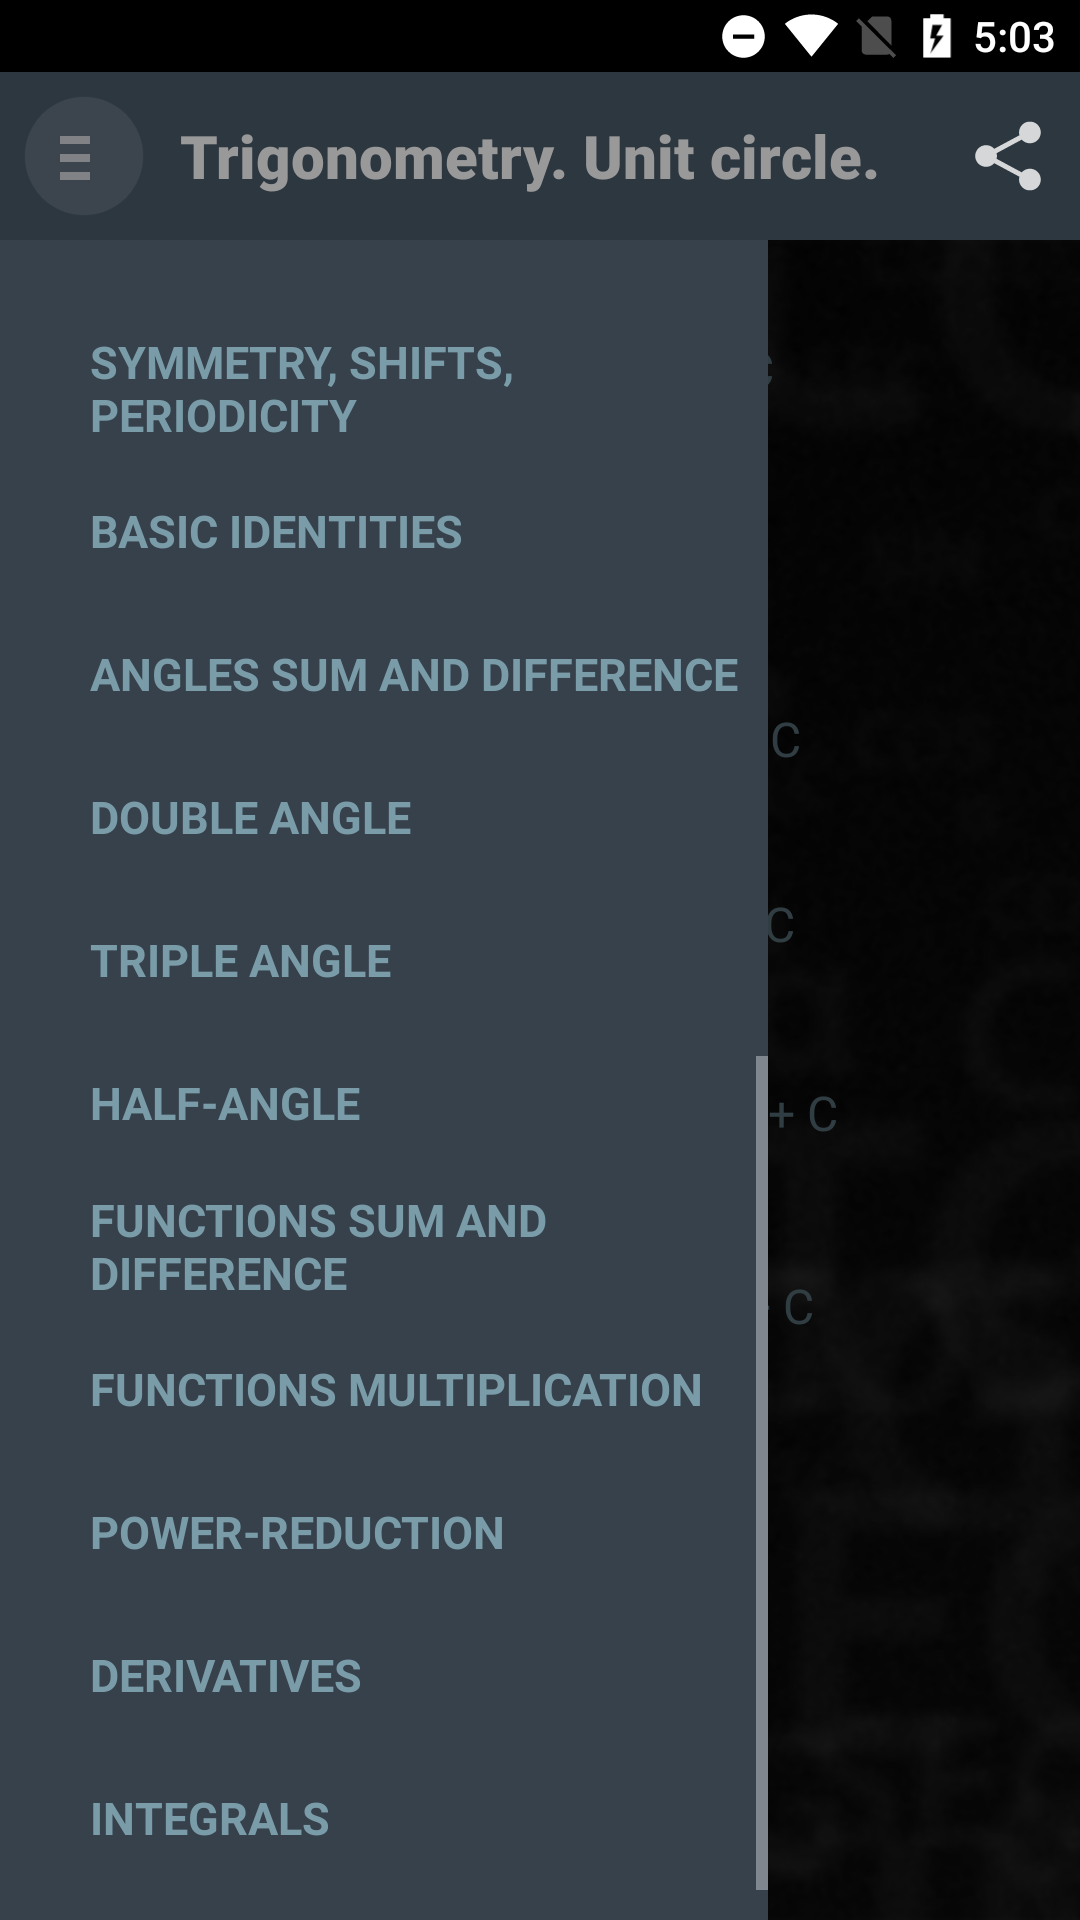 5:03
Trigonometry. Unit circle.
SYMMETRY, SHIFTS,
PERIODICITY
BASIC IDENTITIES
ANGLES SUM AND DIFFERENCE
C
DOUBLE ANGLE
C
TRIPLE ANGLE
HALF-ANGLE
+ C
FUNCTIONS SUM AND
DIFFERENCE
C
FUNCTIONS MULTIPLICATION
POWER-REDUCTION
DERIVATIVES
INTEGRALS